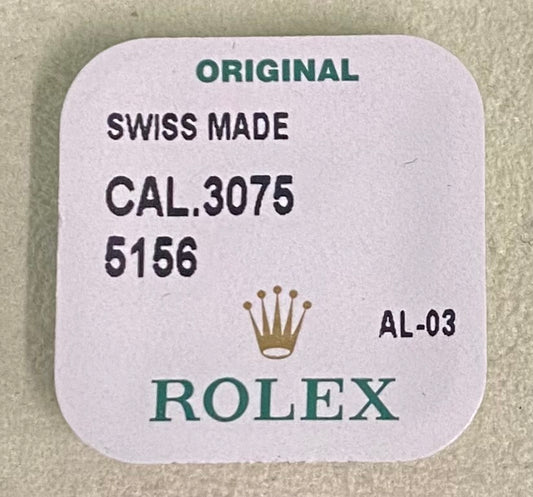 ORIGINAL
SWISS MADE
CAL.3075
5156
AL-03
ROLEX